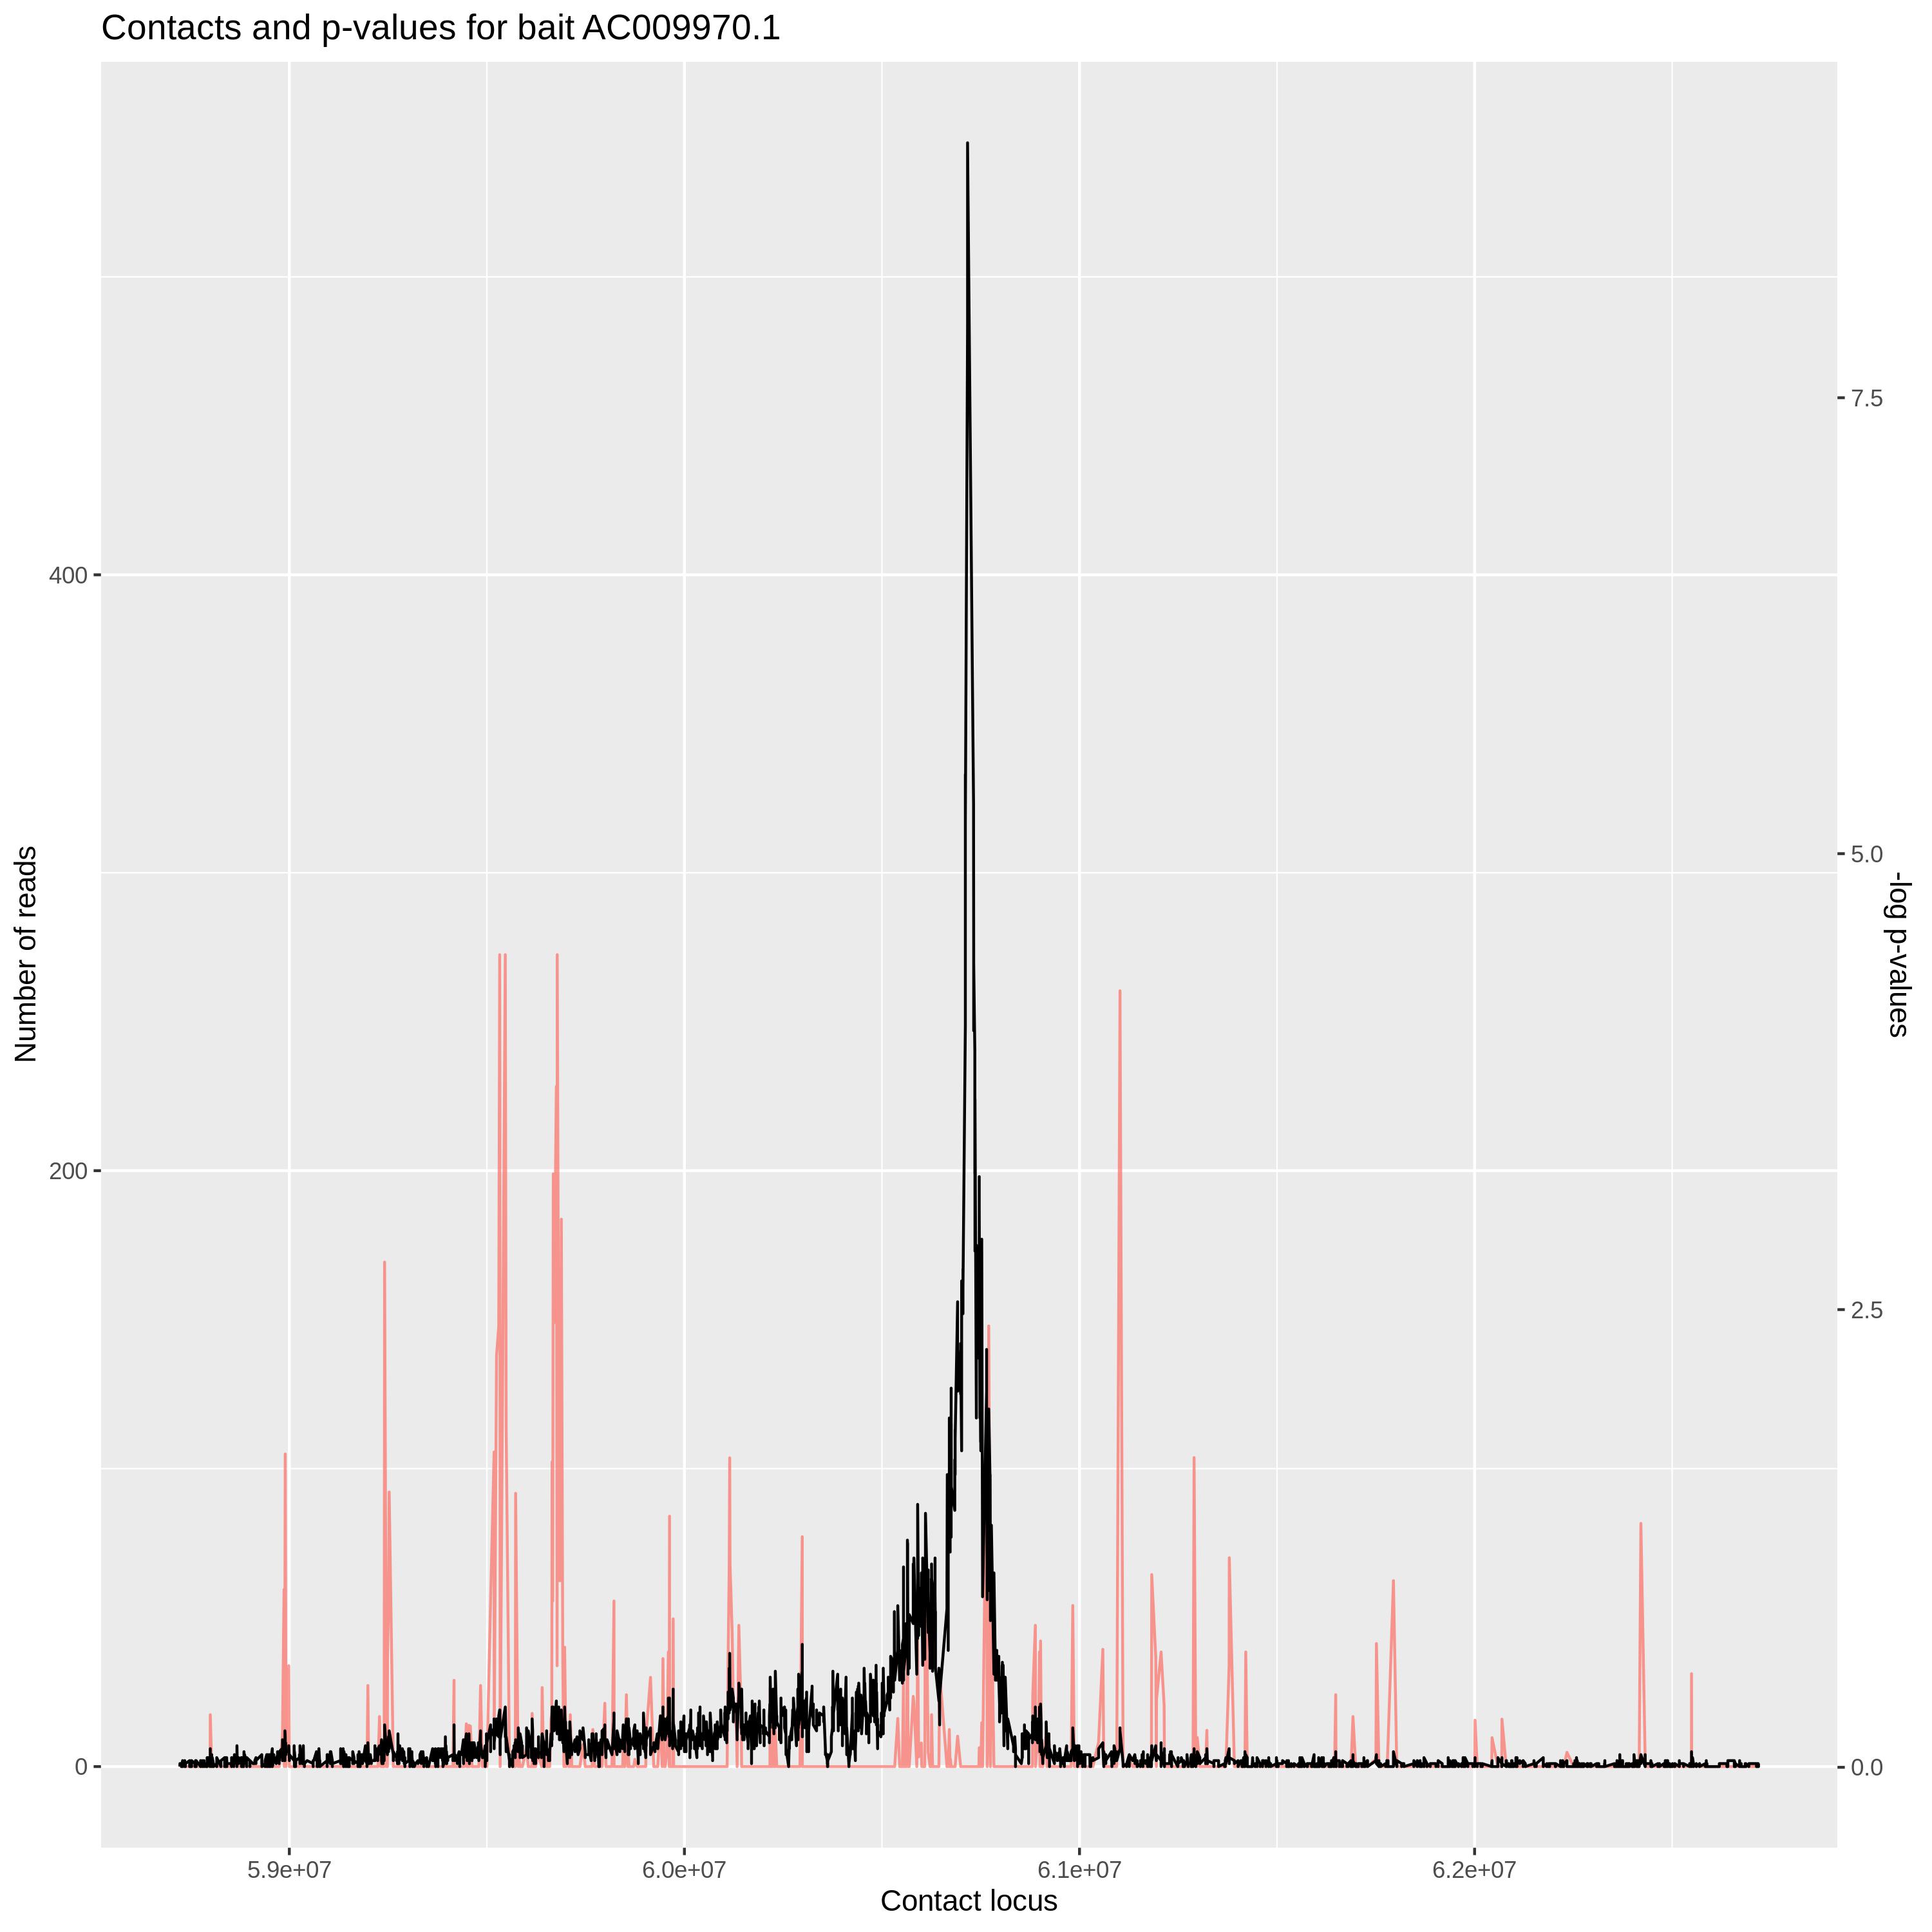 Contacts and p-values for bait AC009970.1
Number of reads
400
200
0
7.5
5.0
2.5
0.0
-log p-values
5.9e+07 6.0e+07 6.1e+07 6.2e+07
Contact locus